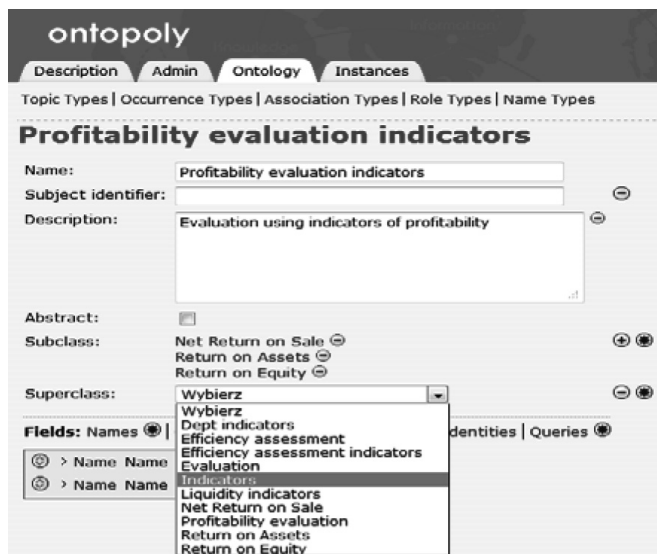 ontopoly
Description Admin Ontology Instances
Topic Types | Occurrence Types | Association Types | Role Types | Name Types
Profitability evaluation indicators
Name: Profitability evaluation indicators
Subject identifier:
Description: Evaluation using indicators of profitability
Abstract:
Subclass: Net Return on Sale
Return on Assets
Return on Equity
Superclass: Wybierz
Wybierz
Dept indicators
Fields: Names | dentities | Queries
Efficiency assessment
Efficiency assessment indicators
> Name Name
Evaluation
Indicators
> Name Name
Liquidity indicators
Net Return on Sale
Profitability evaluation
Return on Assets
Return on Equity